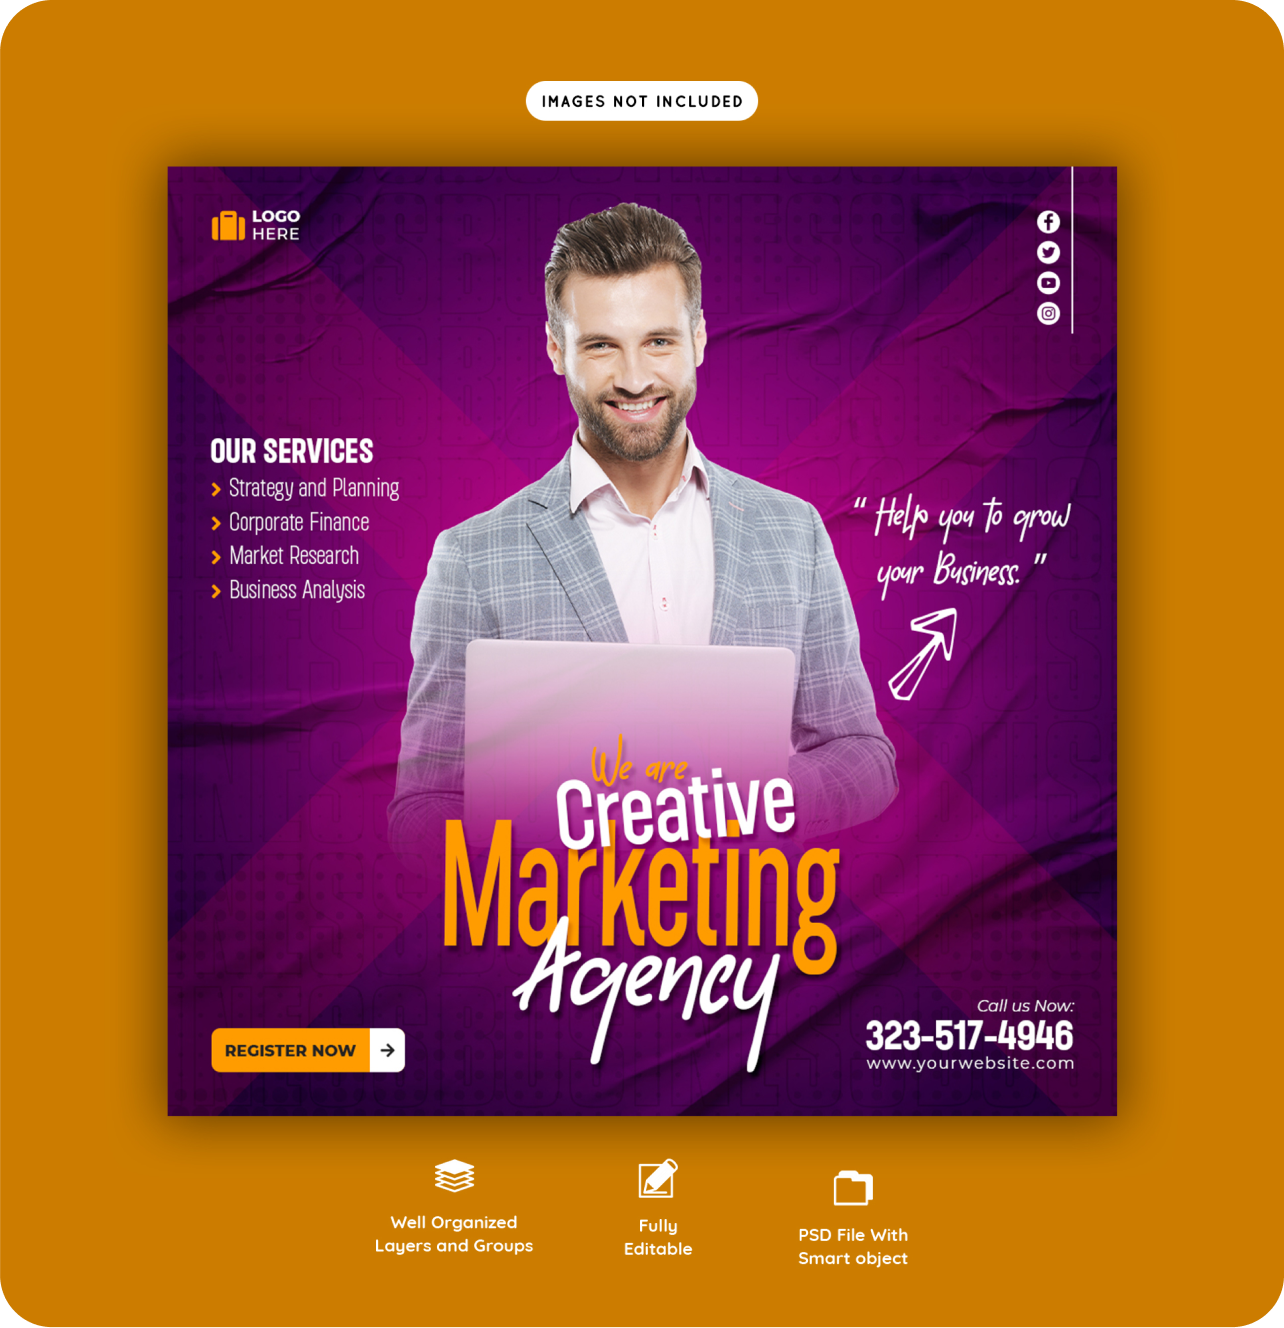 IMAGES NOT INCLUDED
LOGO
HERE
OUR SERVICES
Strategy and Planning
Corporate Finance
Market Research
Business Analysis
“ Help you to grow
your Business. ”
We are
Creative
Marketing
Agency
REGISTER NOW
Call us Now:
323-517-4946
www.yourwebsite.com
Well Organized
Layers and Groups
Fully
Editable
PSD File With
Smart object